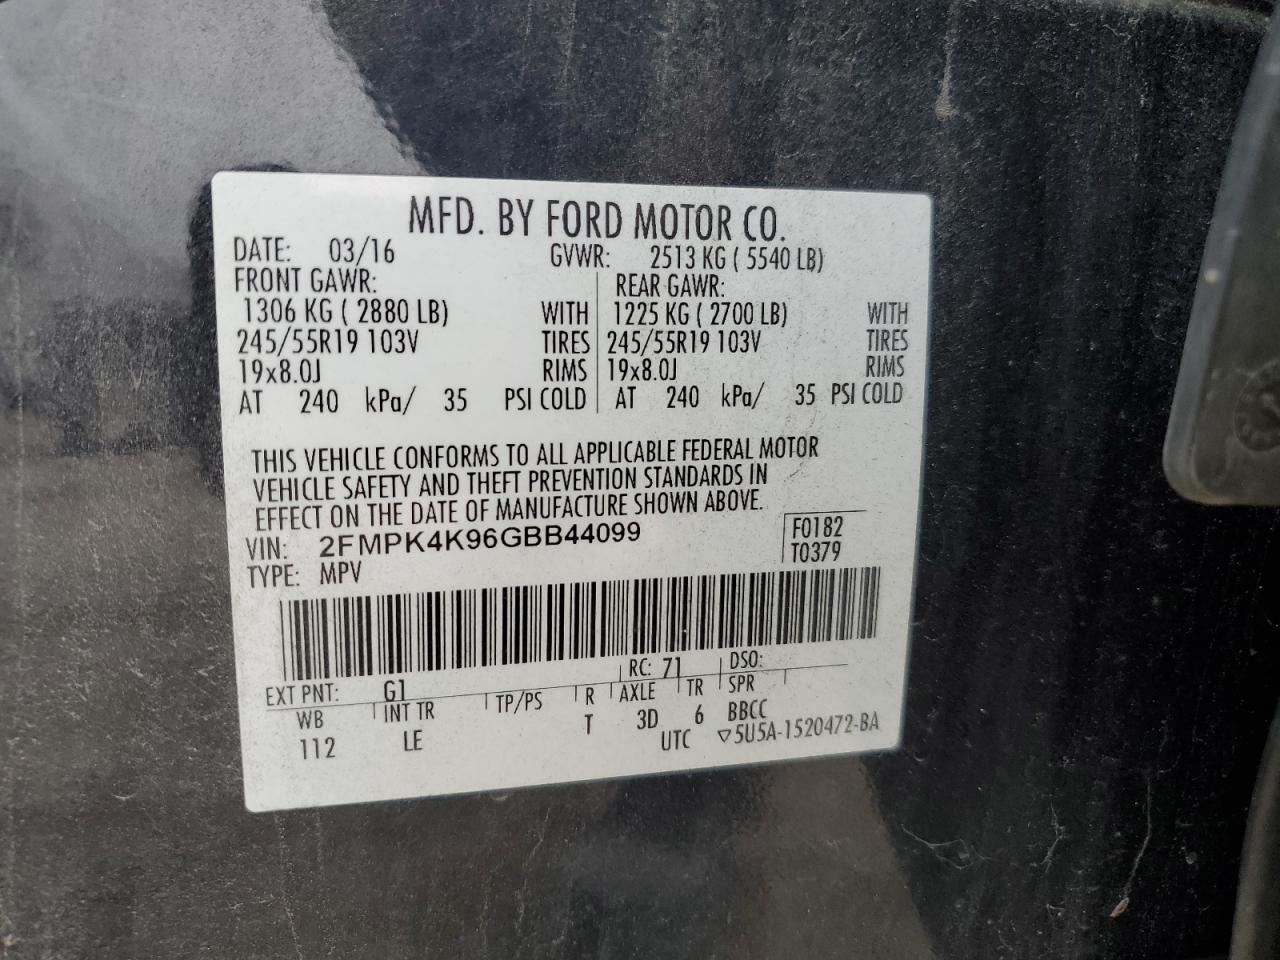 MFD. BY FORD MOTOR CO.
DATE: 03/16 GVWR: 2513 KG ( 5540 LB)
FRONT GAWR: REAR GAWR:
1306 KG ( 2880 LB) WITH 1225 KG ( 2700 LB) WITH
245/55R19 103V TIRES 245/55R19 103V TIRES
19x8.0J RIMS 19x8.0J RIMS
AT 240 kPa/ 35 PSI COLD AT 240 kPa/ 35 PSI COLD
THIS VEHICLE CONFORMS TO ALL APPLICABLE FEDERAL MOTOR
VEHICLE SAFETY AND THEFT PREVENTION STANDARDS IN
EFFECT ON THE DATE OF MANUFACTURE SHOWN ABOVE.
VIN: 2FMPK4K96GBB44099 F0182
TYPE: MPV T0379
EXT PNT: G1 RC: 71 DSO:
WB INT TR TP/PS R AXLE TR SPR
112 LE T 3D 6 BBCC
UTC ▽5U5A-1520472-BA